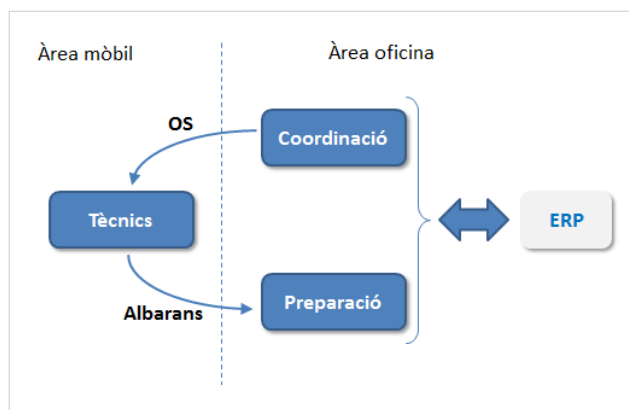 Àrea mòbil
Àrea oficina
OS
Coordinació
Tècnics
ERP
Albarans
Preparació